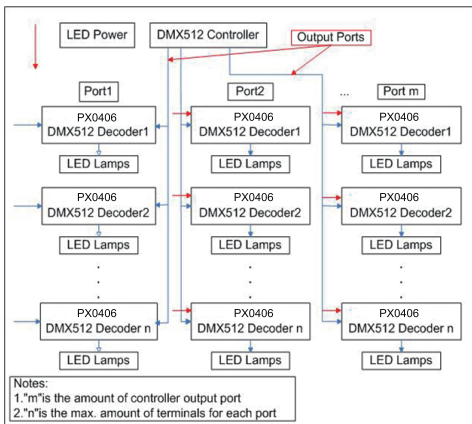 LED Power
DMX512 Controller
Output Ports
Port1
Port2
...
Port m
PX0406
DMX512 Decoder1
LED Lamps
PX0406
DMX512 Decoder1
LED Lamps
PX0406
DMX512 Decoder1
LED Lamps
PX0406
DMX512 Decoder2
LED Lamps
PX0406
DMX512 Decoder2
LED Lamps
PX0406
DMX512 Decoder2
LED Lamps
PX0406
DMX512 Decoder n
LED Lamps
PX0406
DMX512 Decoder n
LED Lamps
PX0406
DMX512 Decoder n
LED Lamps
Notes:
1."m"is the amount of controller output port
2."n"is the max. amount of terminals for each port